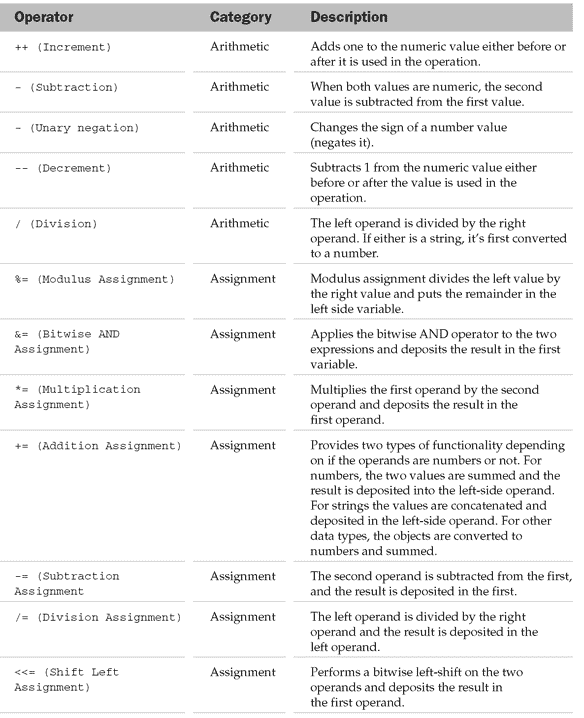 Operator Category Description
++ (Increment) Arithmetic Adds one to the numeric value either before or
after it is used in the operation.
- (Subtraction) Arithmetic When both values are numeric, the second
value is subtracted from the first value.
- (Unary negation) Arithmetic Changes the sign of a number value
(negates it).
-- (Decrement) Arithmetic Subtracts 1 from the numeric value either
before or after the value is used in the
operation.
/ (Division) Arithmetic The left operand is divided by the right
operand. If either is a string, it's first converted
to a number.
%= (Modulus Assignment) Assignment Modulus assignment divides the left value by
the right value and puts the remainder in the
left side variable.
&= (Bitwise AND Assignment Applies the bitwise AND operator to the two
Assignment) expressions and deposits the result in the first
variable.
*= (Multiplication Assignment Multiplies the first operand by the second
Assignment) operand and deposits the result in the
first operand.
+= (Addition Assignment) Assignment Provides two types of functionality depending
on if the operands are numbers or not. For
numbers, the two values are summed and the
result is deposited into the left-side operand.
For strings the values are concatenated and
deposited in the left-side operand. For other
data types, the objects are converted to
numbers and summed.
-= (Subtraction Assignment The second operand is subtracted from the first,
Assignment and the result is deposited in the first.
/= (Division Assignment) Assignment The left operand is divided by the right
operand and the result is deposited in the
left operand.
<<= (Shift Left Assignment Performs a bitwise left-shift on the two
Assignment) operands and deposits the result in
the first operand.